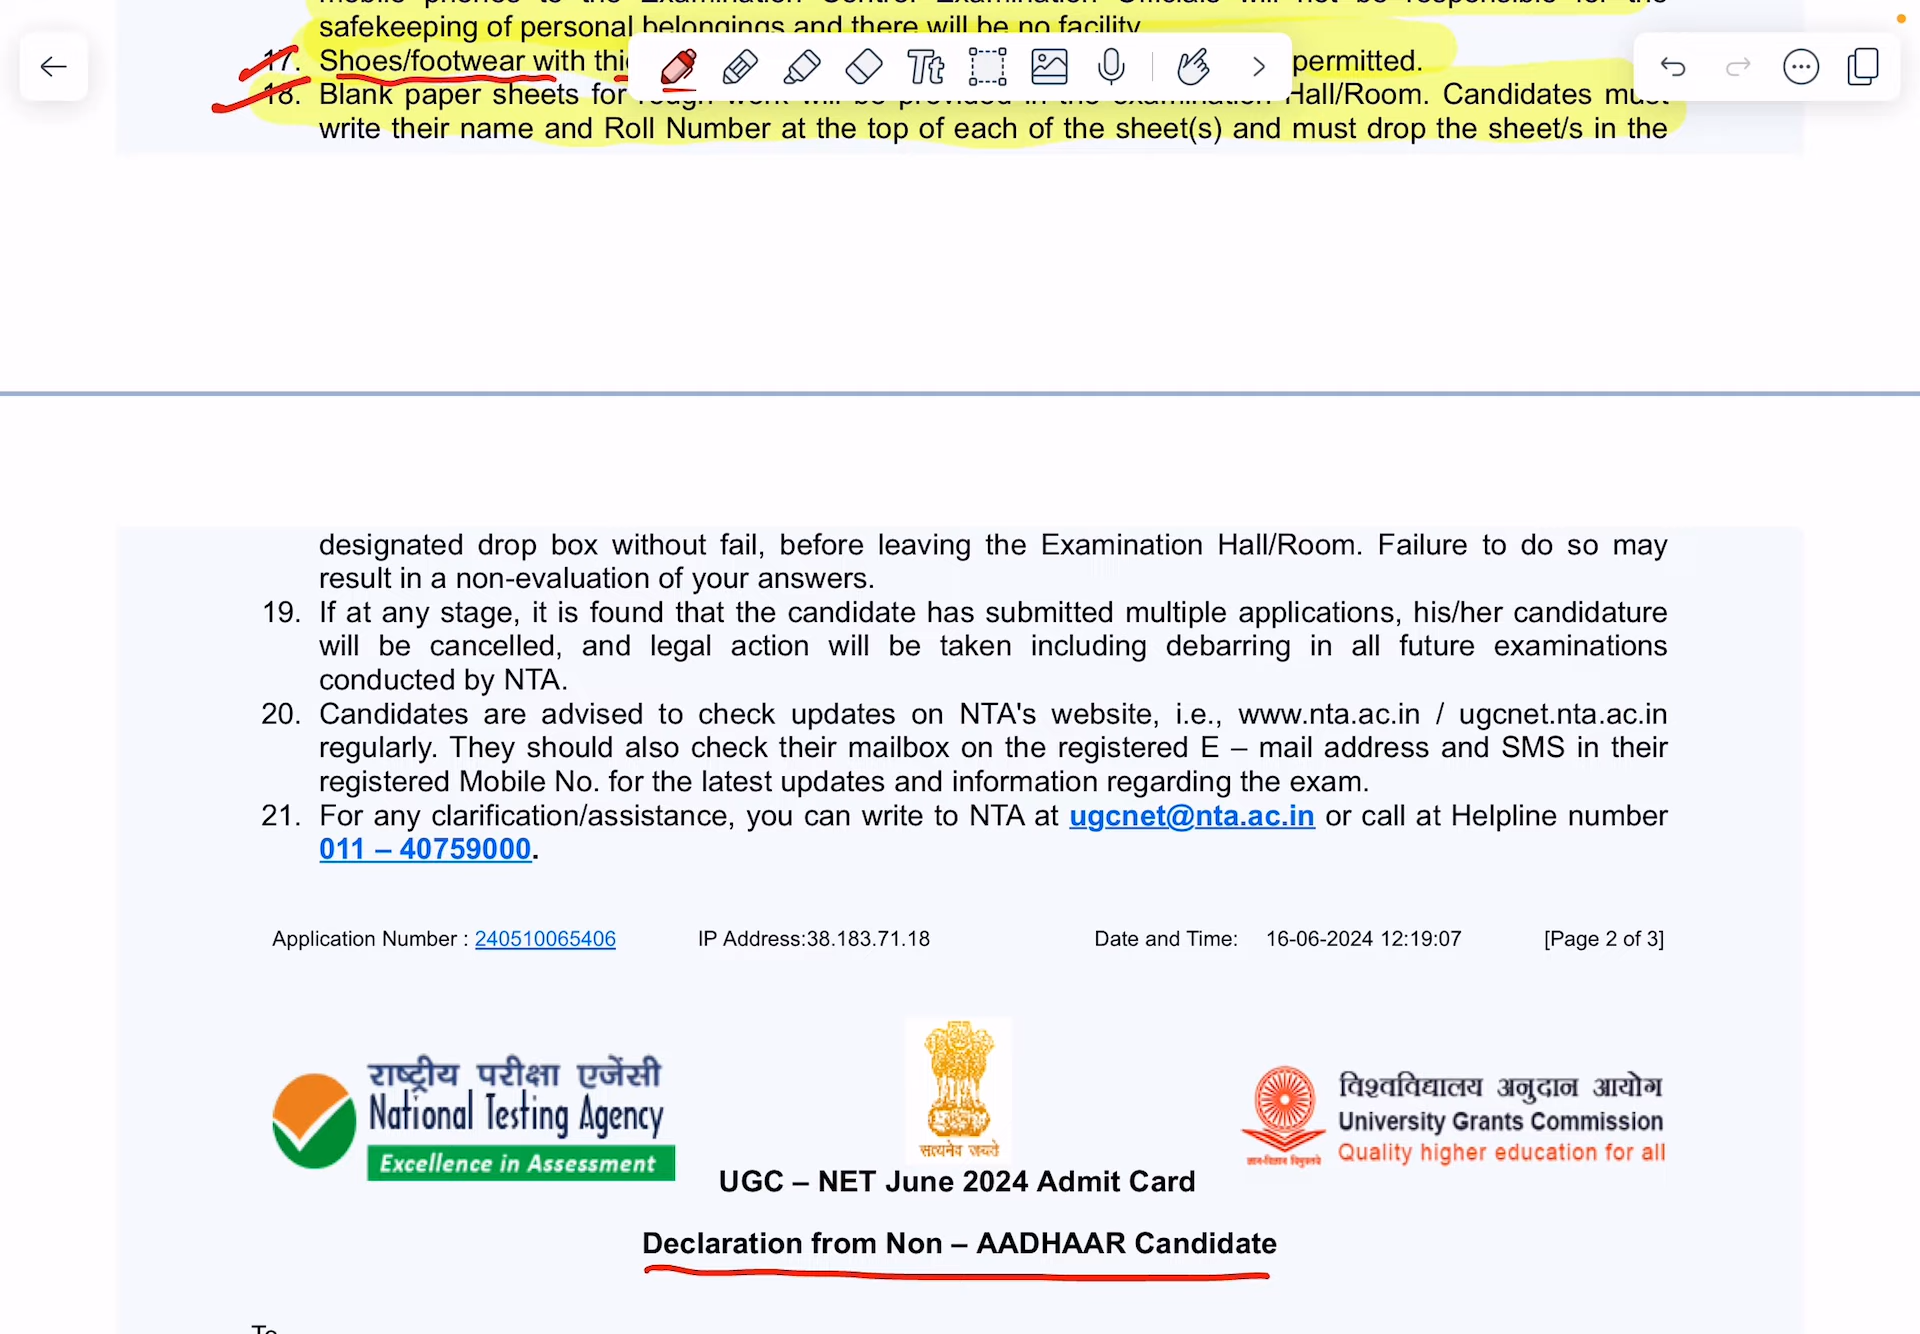 safekeeping of personal belongings and there will be no facility
17. Shoes/footwear with permitted.
18. Blank paper sheets for rough work will be provided in the examination Hall/Room. Candidates must
write their name and Roll Number at the top of each of the sheet(s) and must drop the sheet/s in the
designated drop box without fail, before leaving the Examination Hall/Room. Failure to do so may
result in a non-evaluation of your answers.
19. If at any stage, it is found that the candidate has submitted multiple applications, his/her candidature
will be cancelled, and legal action will be taken including debarring in all future examinations
conducted by NTA.
20. Candidates are advised to check updates on NTA's website, i.e., www.nta.ac.in / ugcnet.nta.ac.in
regularly. They should also check their mailbox on the registered E – mail address and SMS in their
registered Mobile No. for the latest updates and information regarding the exam.
21. For any clarification/assistance, you can write to NTA at ugcnet@nta.ac.in or call at Helpline number
011 – 40759000.
Application Number : 240510065406 IP Address:38.183.71.18 Date and Time: 16-06-2024 12:19:07 [Page 2 of 3]
राष्ट्रीय परीक्षा एजेंसी
National Testing Agency
Excellence in Assessment
सत्यमेव जयते
विश्वविद्यालय अनुदान आयोग
University Grants Commission
Quality higher education for all
UGC – NET June 2024 Admit Card
Declaration from Non – AADHAAR Candidate